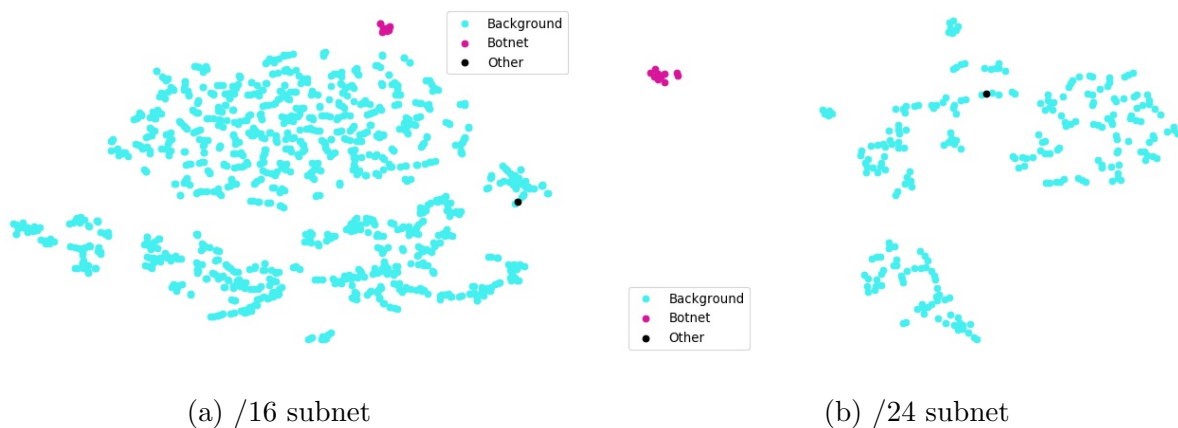 Background
Botnet
Other
Background
Botnet
Other
(a) /16 subnet
(b) /24 subnet